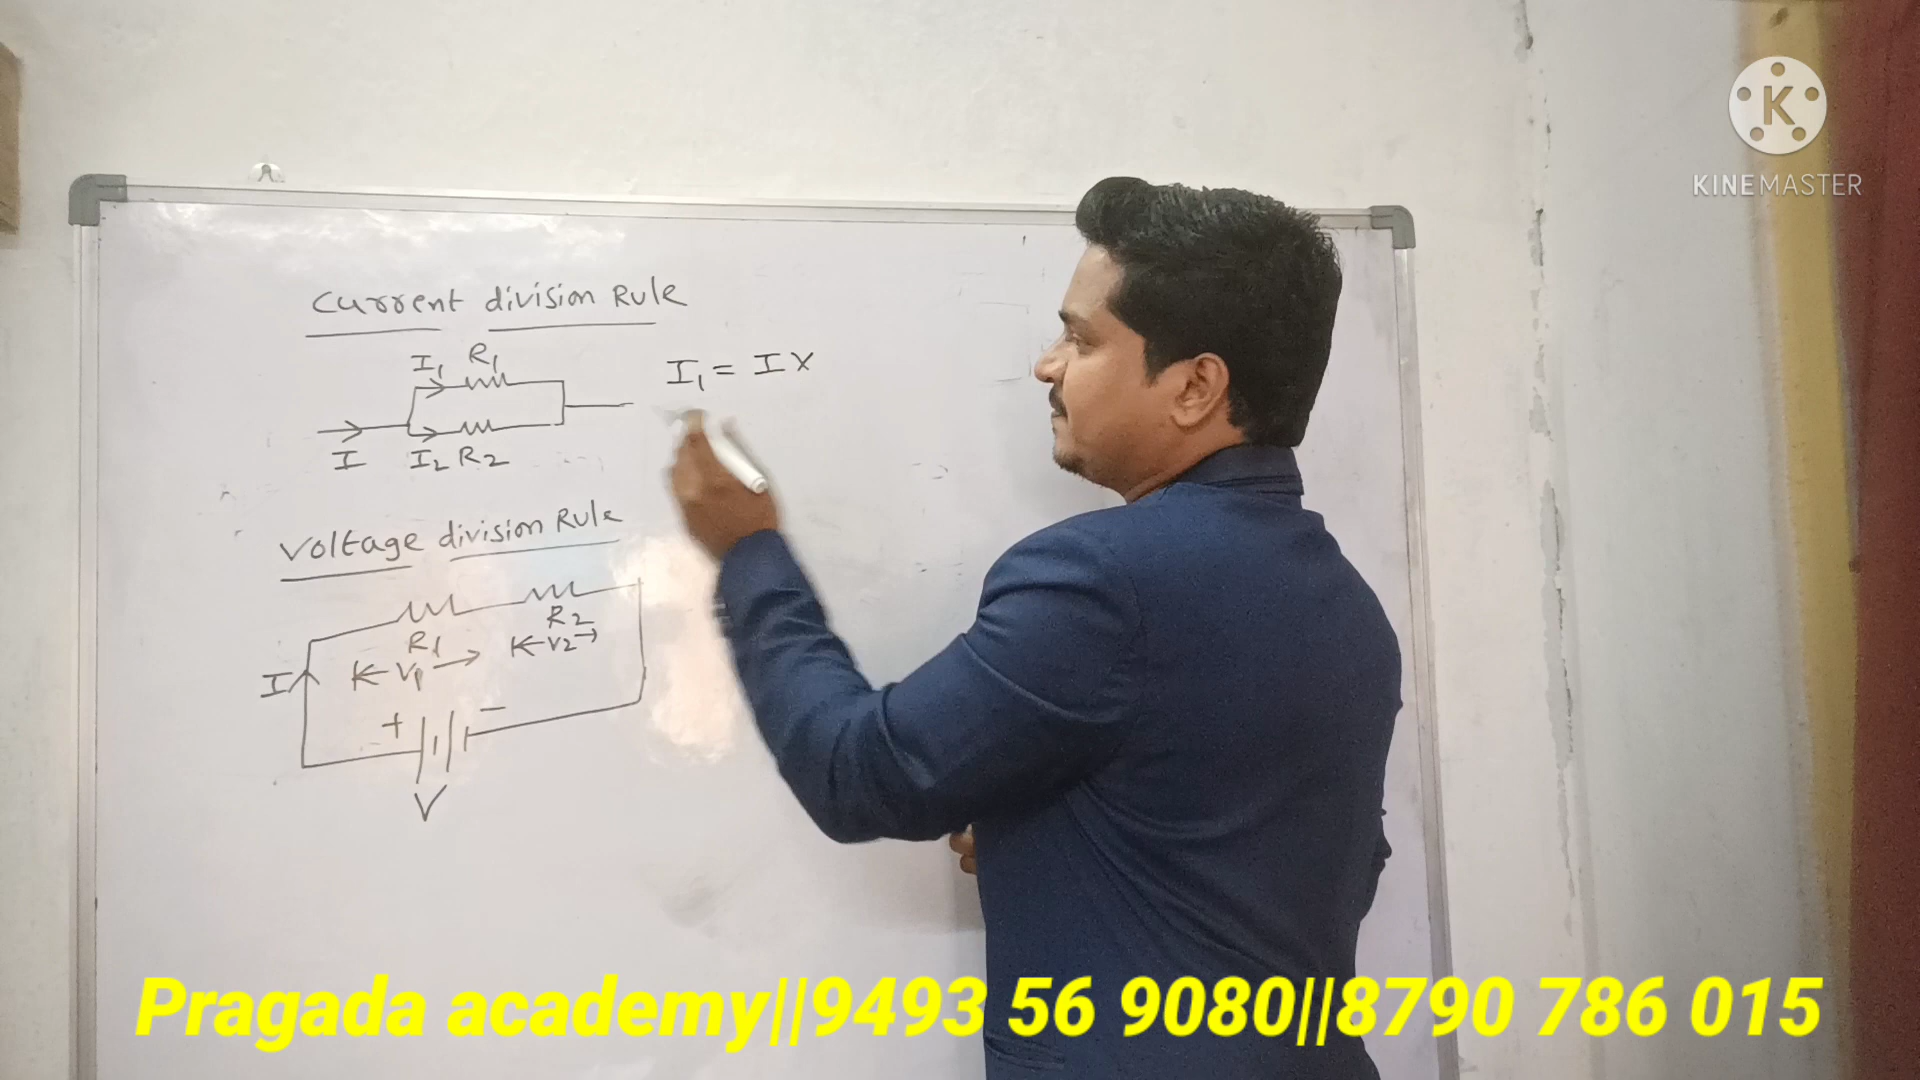 KINEMASTER
Current division Rule
I₁ R₁
I₁ = I ×
I I₂ R₂
Voltage division Rule
R₁ R₂
V₁ V₂
I
+ −
V
Pragada academy||9493 56 9080||8790 786 015